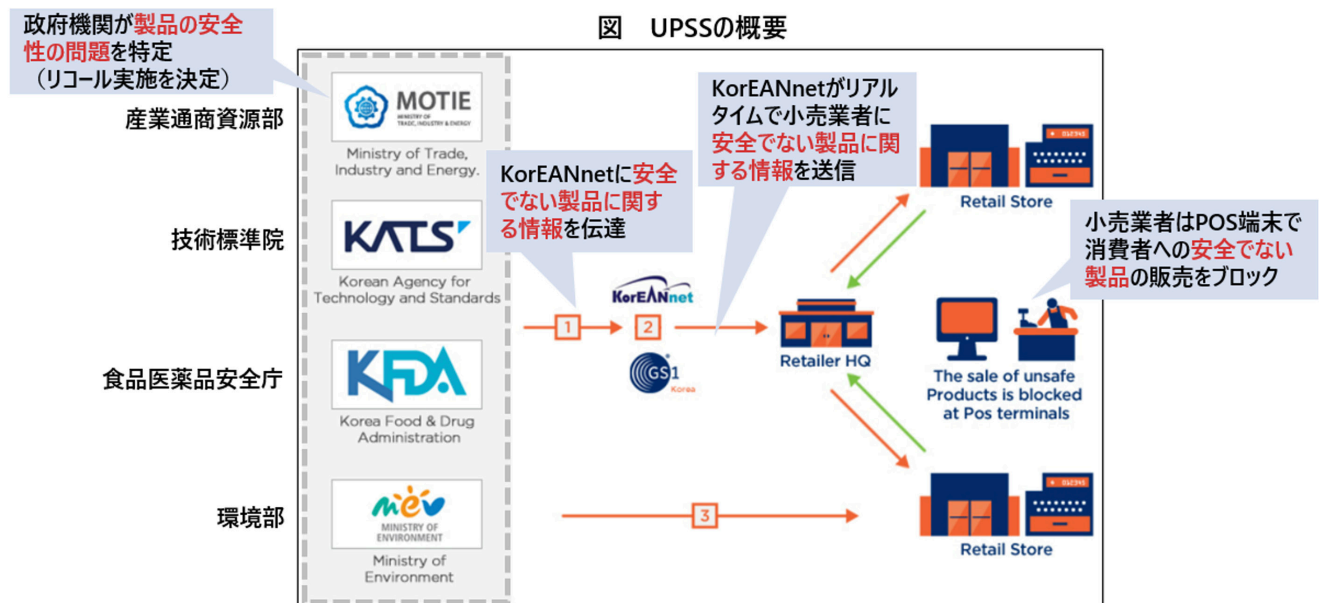 図　UPSSの概要
政府機関が製品の安全
性の問題を特定
（リコール実施を決定）
産業通商資源部
MOTIE
MINISTRY OF
TRADE, INDUSTRY & ENERGY
Ministry of Trade,
Industry and Energy.
技術標準院
KATS
Korean Agency for
Technology and Standards
食品医薬品安全庁
KFDA
Korea Food & Drug
Administration
環境部
mev
MINISTRY OF
ENVIRONMENT
Ministry of
Environment
KorEANnetに安全
でない製品に関す
る情報を伝達
1
KorEANnet
2
GS1
Korea
KorEANnetがリアル
タイムで小売業者に
安全でない製品に関
する情報を送信
Retailer HQ
3
Retail Store
小売業者はPOS端末で
消費者への安全でない
製品の販売をブロック
The sale of unsafe
Products is blocked
at Pos terminals
Retail Store